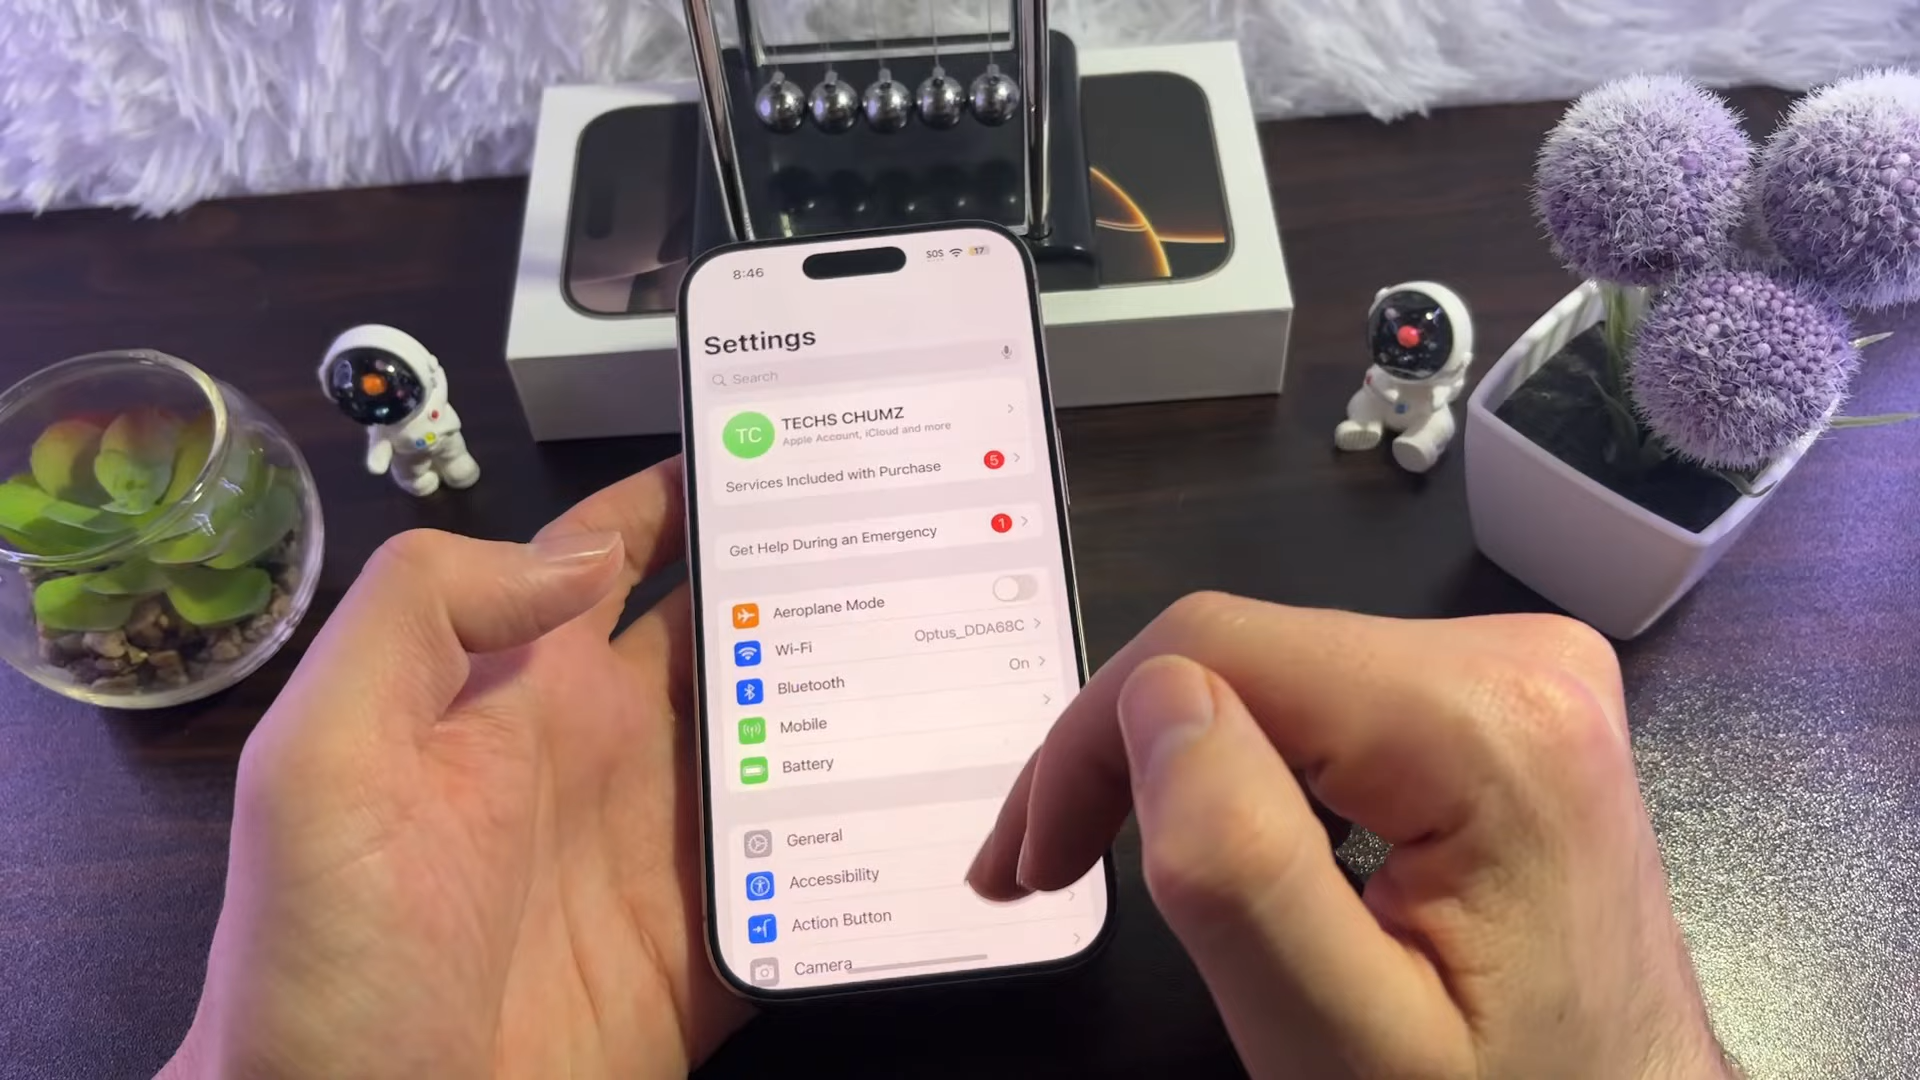 8:46
SOS
17
Settings
Search
TC
TECHS CHUMZ
Apple Account, iCloud and more
Services Included with Purchase
5
Get Help During an Emergency
1
Aeroplane Mode
Wi-Fi
Optus_DDA68C
Bluetooth
On
Mobile
Battery
General
Accessibility
Action Button
Camera